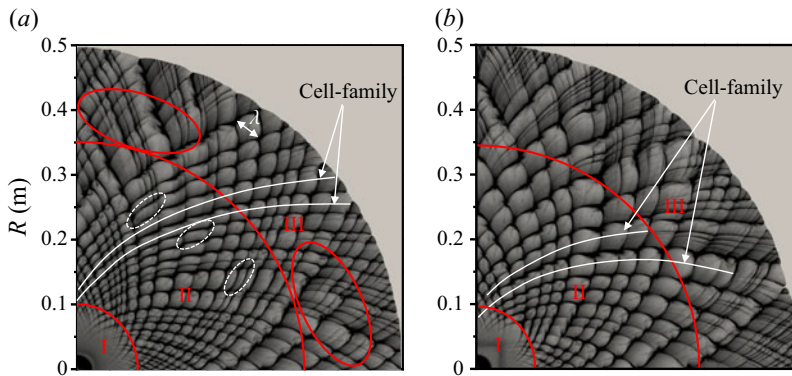 (a)
(b)
0.5
0.4
0.3
0.2
0.1
0
R (m)
Cell-family
λ
I
II
III
0.5
0.4
0.3
0.2
0.1
0
Cell-family
I
II
III